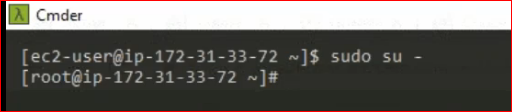 λ Cmder
[ec2-user@ip-172-31-33-72 ~]$ sudo su -
[root@ip-172-31-33-72 ~]#